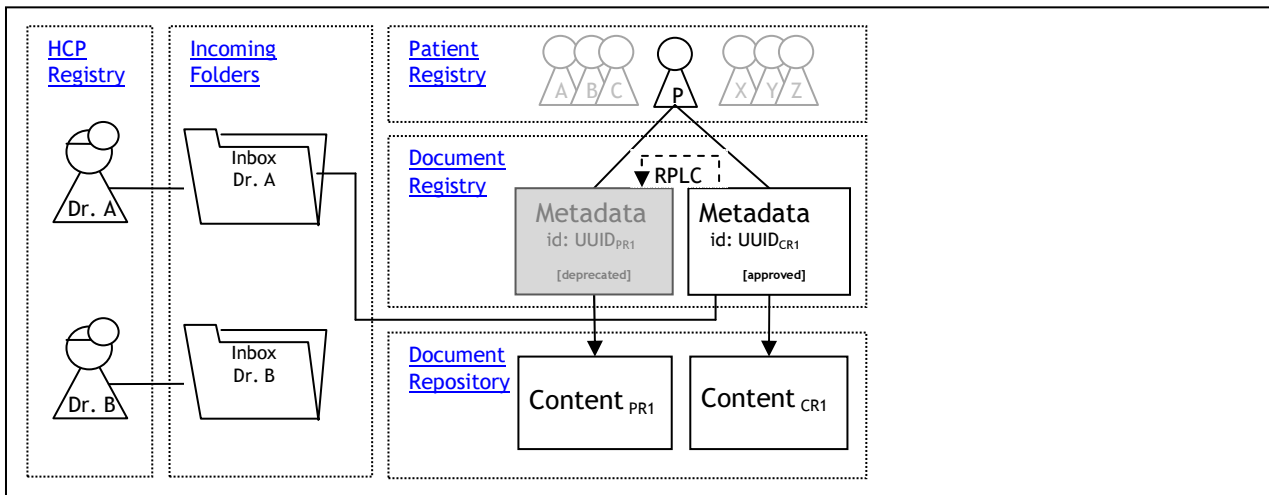 HCP
Registry
Dr. A
Dr. B
Incoming
Folders
Inbox
Dr. A
Inbox
Dr. B
Patient
Registry
A B C
P
X Y Z
Document
Registry
RPLC
Metadata
id: UUIDPR1
[deprecated]
Metadata
id: UUIDCR1
[approved]
Document
Repository
Content PR1
Content CR1